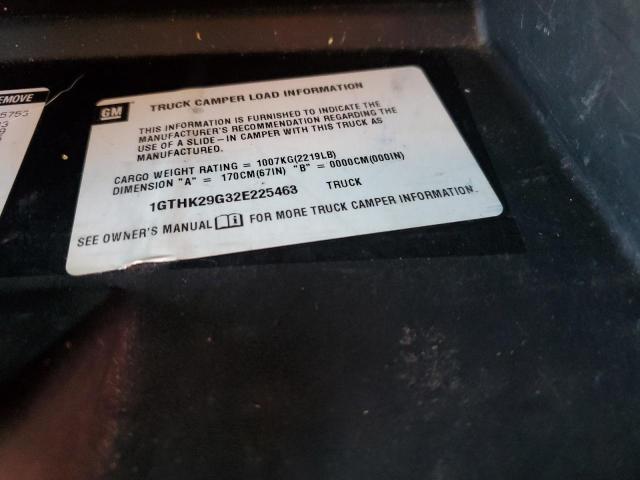 EMOVE
5753
GM
TRUCK CAMPER LOAD INFORMATION
THIS INFORMATION IS FURNISHED TO INDICATE THE
MANUFACTURER'S RECOMMENDATION REGARDING THE
USE OF A SLIDE-IN CAMPER WITH THIS TRUCK AS
MANUFACTURED.
CARGO WEIGHT RATING = 1007KG(2219LB)
DIMENSION "A" = 170CM(67IN) "B" = 0000CM(000IN)
1GTHK29G32E225463 TRUCK
SEE OWNER'S MANUAL FOR MORE TRUCK CAMPER INFORMATION.